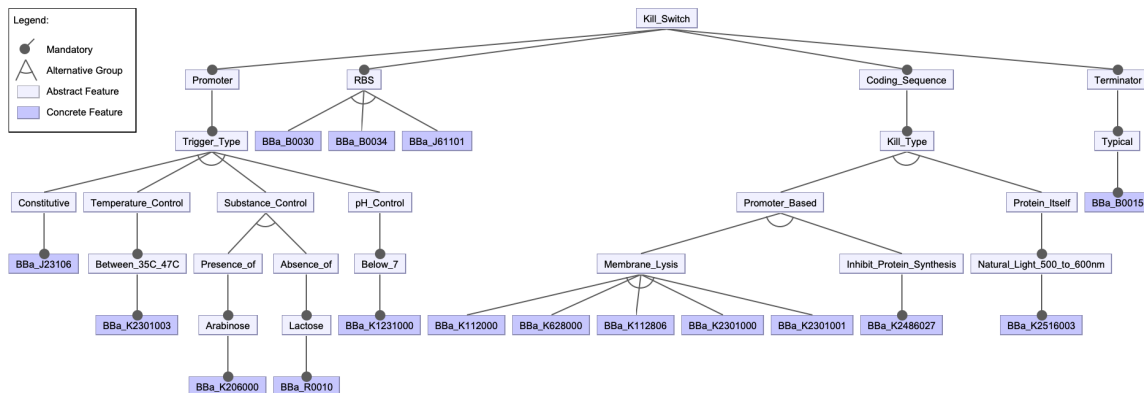 Legend:
Mandatory
Alternative Group
Abstract Feature
Concrete Feature
Kill_Switch
Promoter
RBS
Coding_Sequence
Terminator
Trigger_Type
BBa_B0030
BBa_B0034
BBa_J61101
Kill_Type
Typical
Constitutive
Temperature_Control
Substance_Control
pH_Control
Promoter_Based
Protein_Itself
BBa_B0015
BBa_J23106
Between_35C_47C
Presence_of
Absence_of
Below_7
Membrane_Lysis
Inhibit_Protein_Synthesis
Natural_Light_500_to_600nm
BBa_K2301003
Arabinose
Lactose
BBa_K1231000
BBa_K112000
BBa_K628000
BBa_K112806
BBa_K2301000
BBa_K2301001
BBa_K2486027
BBa_K2516003
BBa_K206000
BBa_R0010